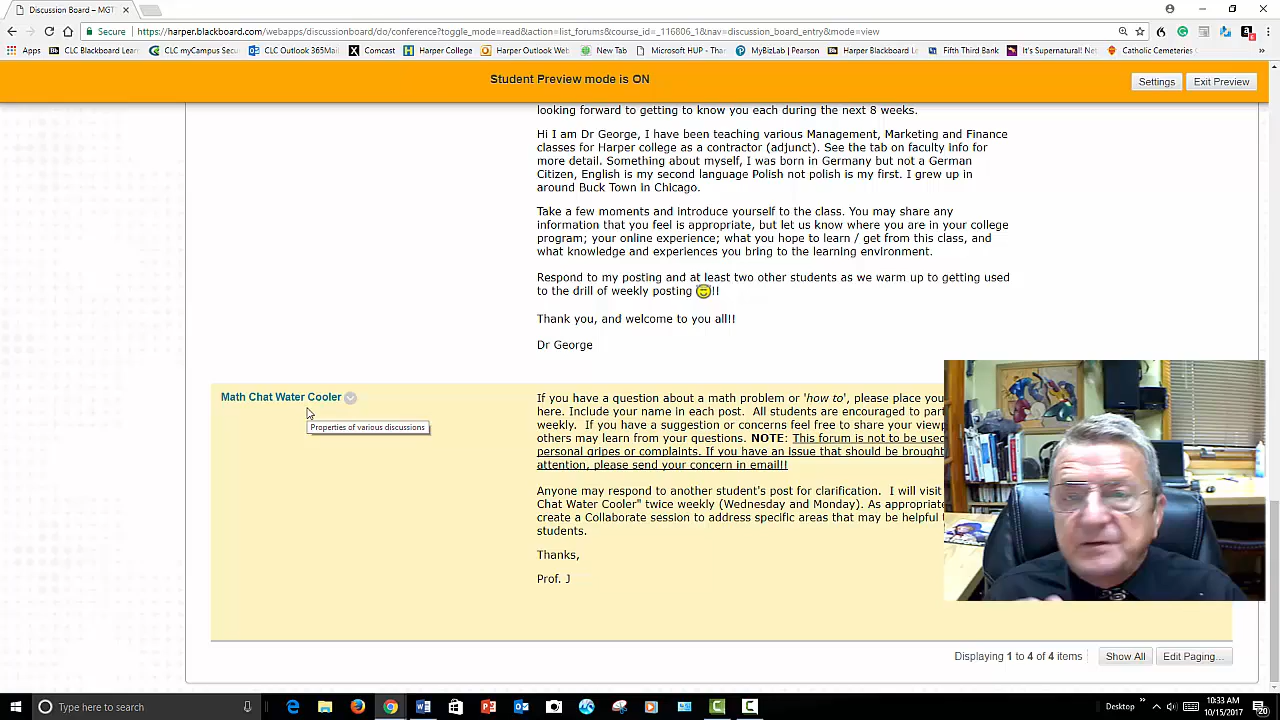 Discussion Board – MGT
Secure
https://harper.blackboard.com/webapps/discussionboard/do/conference?toggle_mode=read&action=list_forums&course_id=_116806_1&nav=discussion_board_entry&mode=view
Apps CLC Blackboard Lear CLC myCampus Secu CLC Outlook 365Mail Comcast Harper College Harper Outlook Web New Tab Microsoft HUP - Than MyBizLab | Pearson Harper Blackboard Le Fifth Third Bank It's Supernatural! Net Catholic Cemeteries
Student Preview mode is ON
Settings Exit Preview
looking forward to getting to know you each during the next 8 weeks.
Hi I am Dr George, I have been teaching various Management, Marketing and Finance
classes for Harper college as a contractor (adjunct). See the tab on faculty Info for
more detail. Something about myself, I was born in Germany but not a German
Citizen, English is my second language Polish not polish is my first. I grew up in
around Buck Town in Chicago.
Take a few moments and Introduce yourself to the class. You may share any
information that you feel is appropriate, but let us know where you are in your college
program; your online experience; what you hope to learn / get from this class, and
what knowledge and experiences you bring to the learning environment.
Respond to my posting and at least two other students as we warm up to getting used
to the drill of weekly posting !!
Thank you, and welcome to you all!!
Dr George
Math Chat Water Cooler
Properties of various discussions
If you have a question about a math problem or 'how to', please place you
here. Include your name in each post. All students are encouraged to part
weekly. If you have a suggestion or concerns feel free to share your viewp
others may learn from your questions. NOTE: This forum is not to be used
personal gripes or complaints. If you have an issue that should be brought
attention, please send your concern in email!!
Anyone may respond to another student's post for clarification. I will visit
Chat Water Cooler" twice weekly (Wednesday and Monday). As appropriate
create a Collaborate session to address specific areas that may be helpful
students.
Thanks,
Prof. J
Displaying 1 to 4 of 4 items Show All Edit Paging...
Type here to search
Desktop
10:33 AM
10/15/2017
20